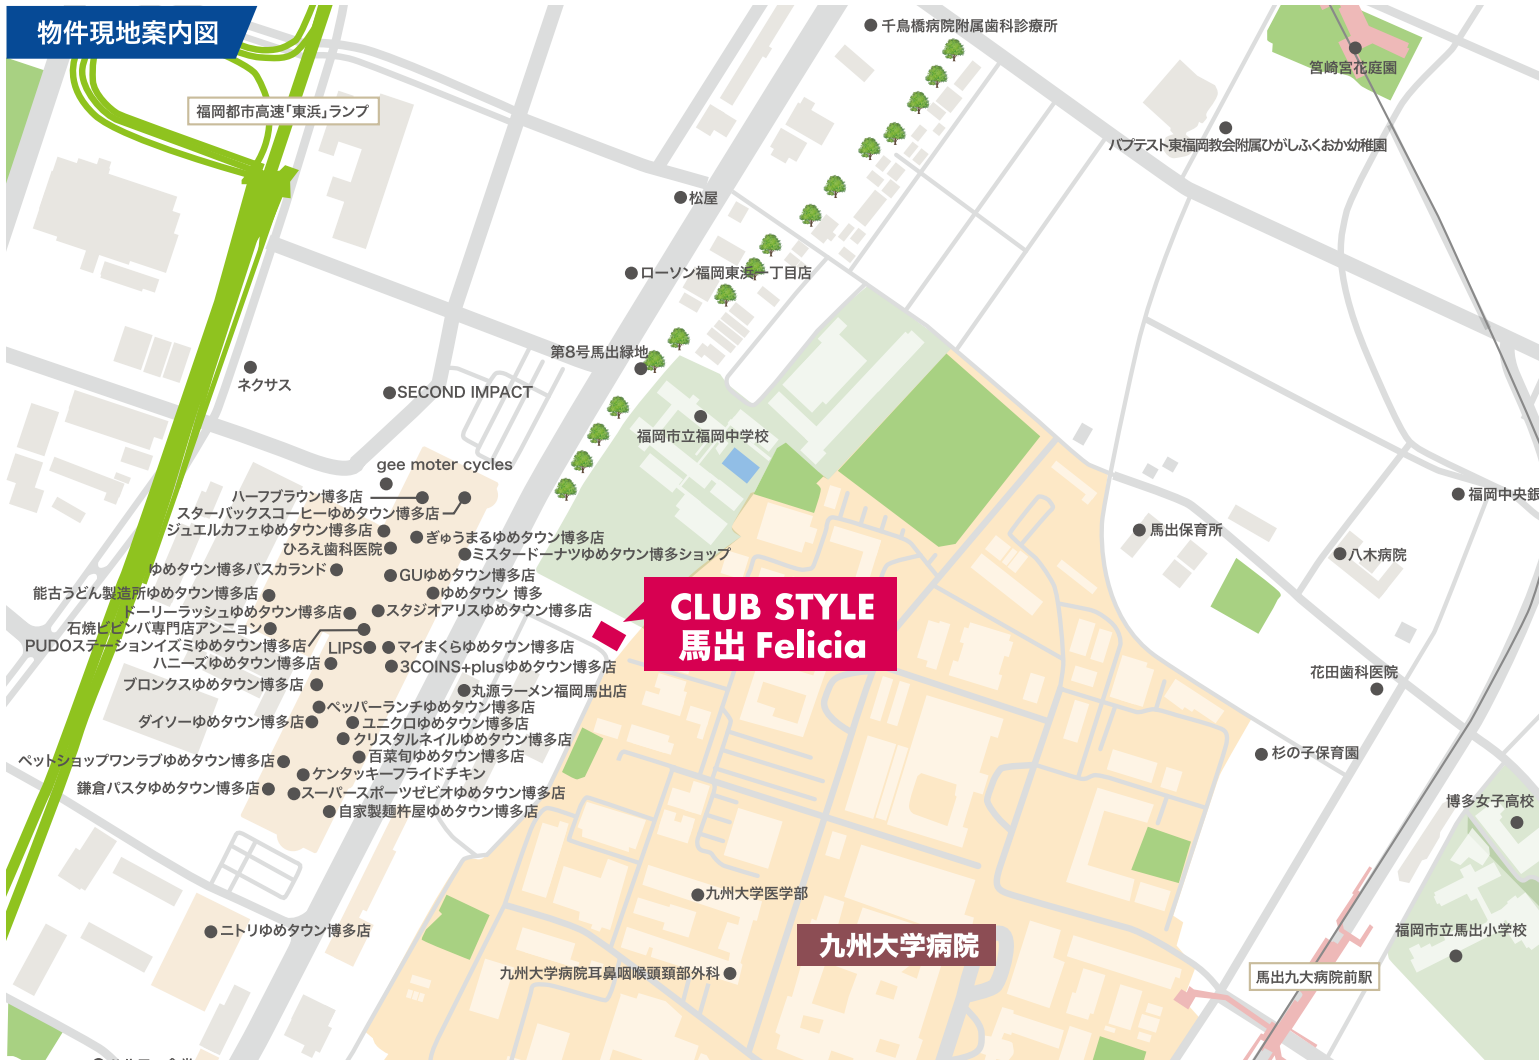 物件現地案内図
千鳥橋病院附属歯科診療所
筥崎宮花庭園
福岡都市高速「東浜」ランプ
バプテスト東福岡教会附属ひがしふくおか幼稚園
松屋
ローソン福岡東浜一丁目店
第8号馬出緑地
ネクサス
SECOND IMPACT
福岡市立福岡中学校
gee moter cycles
ハーフブラウン博多店
福岡中央銀
スターバックスコーヒーゆめタウン博多店
ジュエルカフェゆめタウン博多店
馬出保育所
ぎゅうまるゆめタウン博多店
ひろえ歯科医院
ミスタードーナツゆめタウン博多ショップ
八木病院
ゆめタウン博多バスカランド
GUゆめタウン博多店
能古うどん製造所ゆめタウン博多店
ゆめタウン 博多
CLUB STYLE
馬出 Felicia
ドーリーラッシュゆめタウン博多店
スタジオアリスゆめタウン博多店
石焼ビビンバ専門店アンニョン
PUDOステーションイズミゆめタウン博多店
LIPS
マイまくらゆめタウン博多店
ハニーズゆめタウン博多店
3COINS+plusゆめタウン博多店
花田歯科医院
ブロンクスゆめタウン博多店
丸源ラーメン福岡馬出店
ペッパーランチゆめタウン博多店
ダイソーゆめタウン博多店
ユニクロゆめタウン博多店
クリスタルネイルゆめタウン博多店
杉の子保育園
百菜旬ゆめタウン博多店
ペットショップワンラブゆめタウン博多店
ケンタッキーフライドチキン
鎌倉パスタゆめタウン博多店
スーパースポーツゼビオゆめタウン博多店
博多女子高校
自家製麺杵屋ゆめタウン博多店
九州大学医学部
ニトリゆめタウン博多店
福岡市立馬出小学校
九州大学病院
九州大学病院耳鼻咽喉頭頚部外科
馬出九大病院前駅